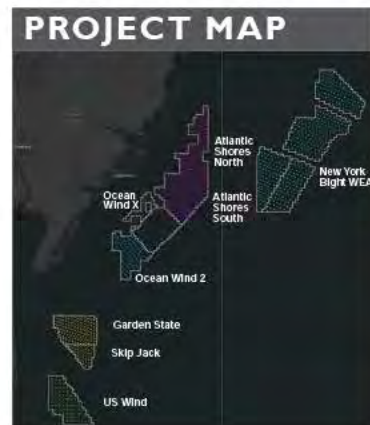 PROJECT MAP
Atlantic
Shores
North
New York
Bight WEA
Ocean
Wind X
Atlantic
Shores
South
Ocean Wind 2
Garden State
Skip Jack
US Wind